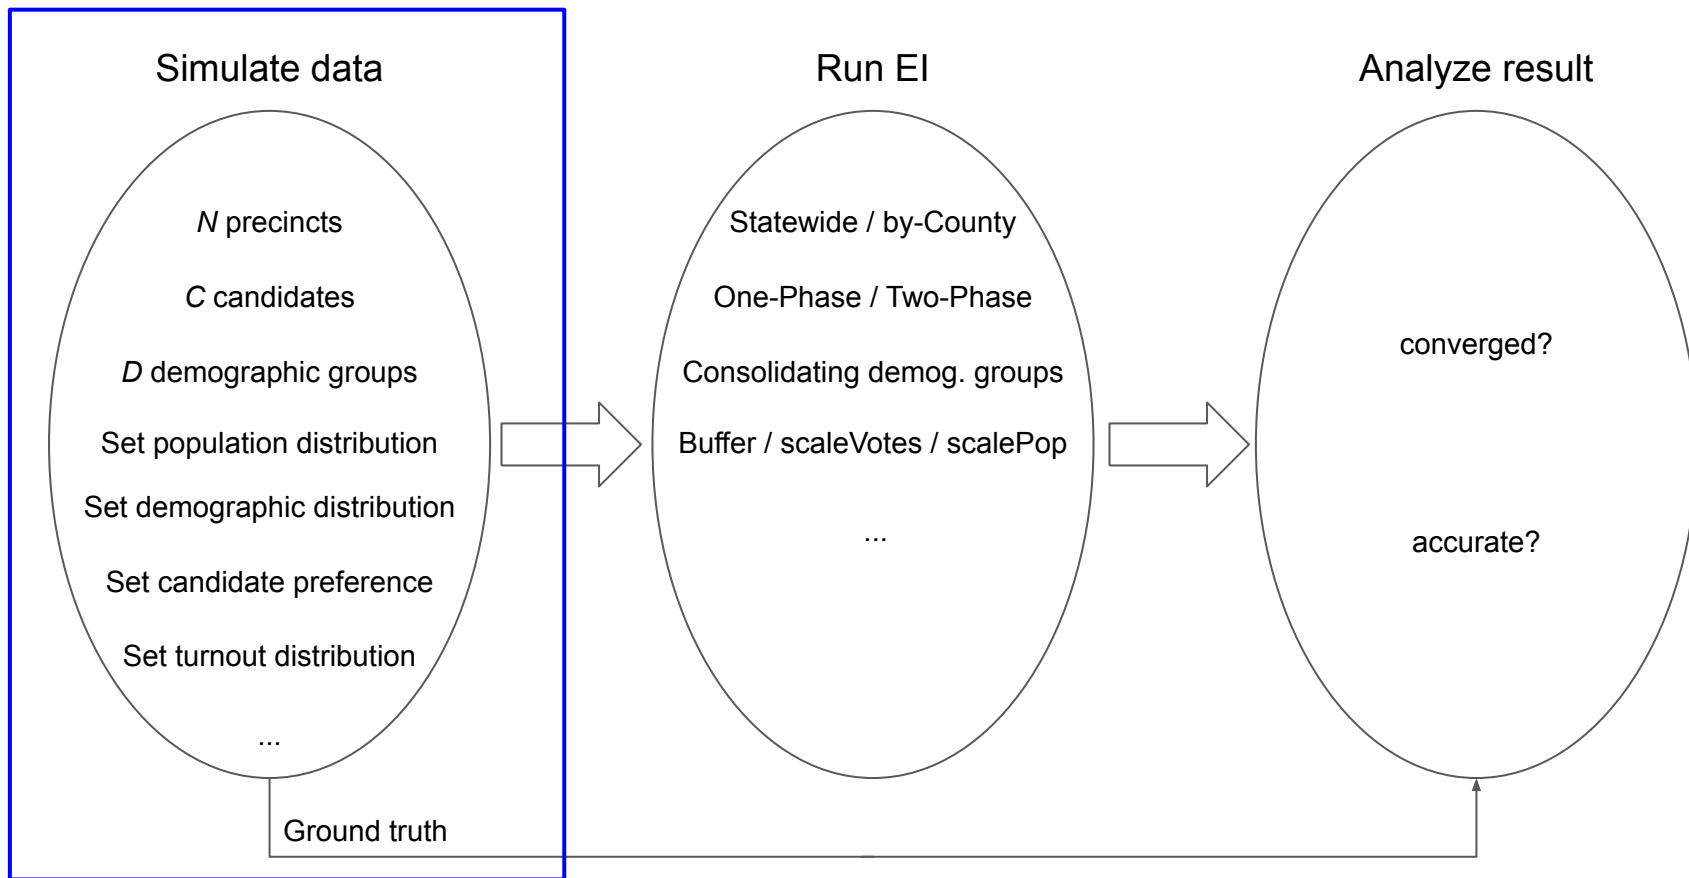 Simulate data
N precincts
C candidates
D demographic groups
Set population distribution
Set demographic distribution
Set candidate preference
Set turnout distribution
...
Ground truth
Run EI
Statewide / by-County
One-Phase / Two-Phase
Consolidating demog. groups
Buffer / scaleVotes / scalePop
...
Analyze result
converged?
accurate?